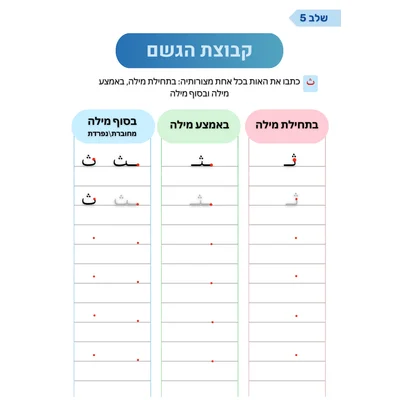 שלב 5
קבוצת הגשם
ث כתבו את האות בכל אחת מצורותיה: בתחילת מילה, באמצע
מילה ובסוף מילה
בתחילת מילה
באמצע מילה
בסוף מילה
מחוברת\נפרדת
ثـ ـثـ ـث ث
ثـ ـثـ ـث ث